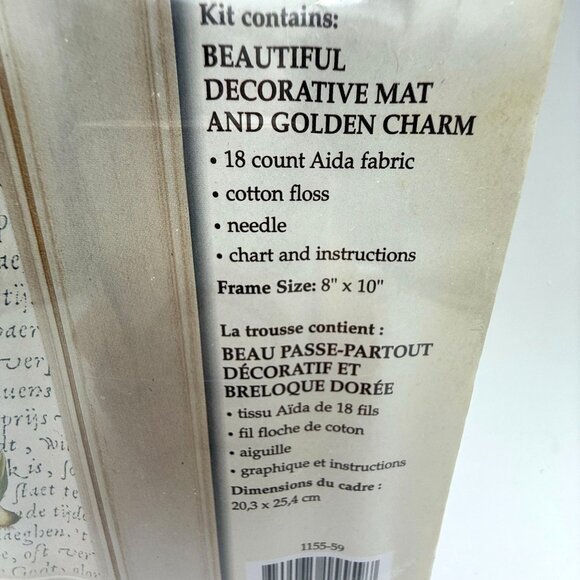 Kit contains:
BEAUTIFUL
DECORATIVE MAT
AND GOLDEN CHARM
• 18 count Aida fabric
• cotton floss
• needle
• chart and instructions
Frame Size: 8" x 10"
La trousse contient :
BEAU PASSE-PARTOUT
DÉCORATIF ET
BRELOQUE DORÉE
• tissu Aïda de 18 fils
• fil floche de coton
• aiguille
• graphique et instructions
Dimensions du cadre :
20,3 x 25,4 cm
1155-59